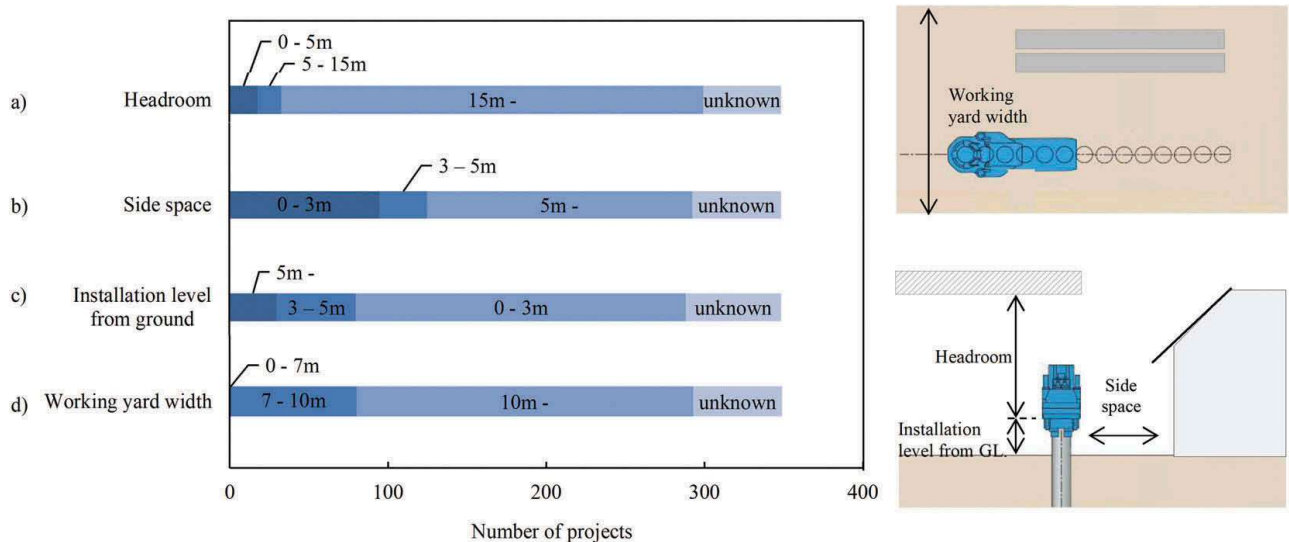 0 - 5m
5 - 15m
a)
Headroom
15m -
unknown
3 – 5m
b)
Side space
0 - 3m
5m -
unknown
5m -
c)
Installation level
from ground
3 – 5m
0 - 3m
unknown
0 - 7m
d)
Working yard width
7 - 10m
10m -
unknown
0
100
200
300
400
Number of projects
Working
yard width
Headroom
Side
space
Installation
level from GL.